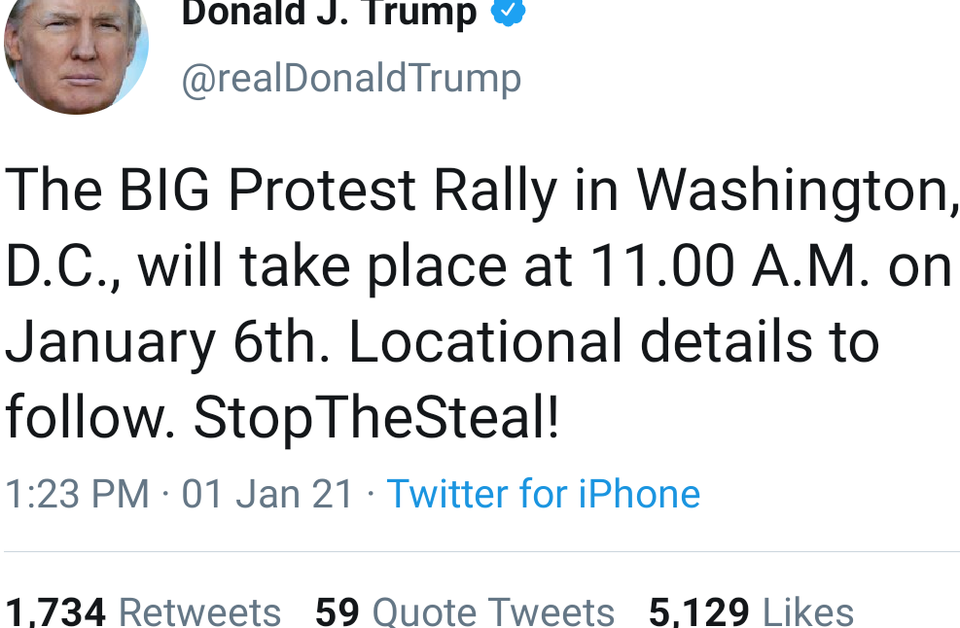 Donald J. Trump
@realDonaldTrump
The BIG Protest Rally in Washington,
D.C., will take place at 11.00 A.M. on
January 6th. Locational details to
follow. StopTheSteal!
1:23 PM · 01 Jan 21 · Twitter for iPhone
1,734 Retweets 59 Quote Tweets 5,129 Likes